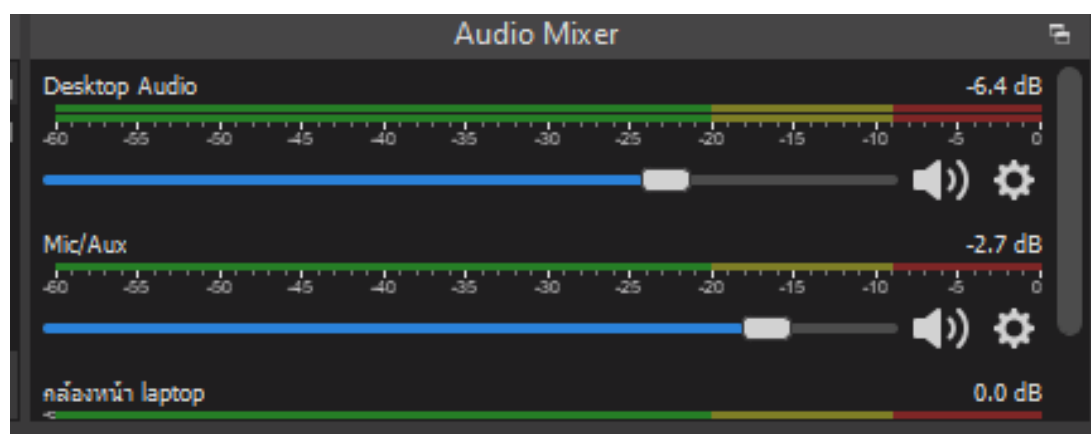 Audio Mixer
Desktop Audio -6.4 dB
-60 -55 -50 -45 -40 -35 -30 -25 -20 -15 -10 -5 0
Mic/Aux -2.7 dB
-60 -55 -50 -45 -40 -35 -30 -25 -20 -15 -10 -5 0
กล้องหน้า laptop 0.0 dB